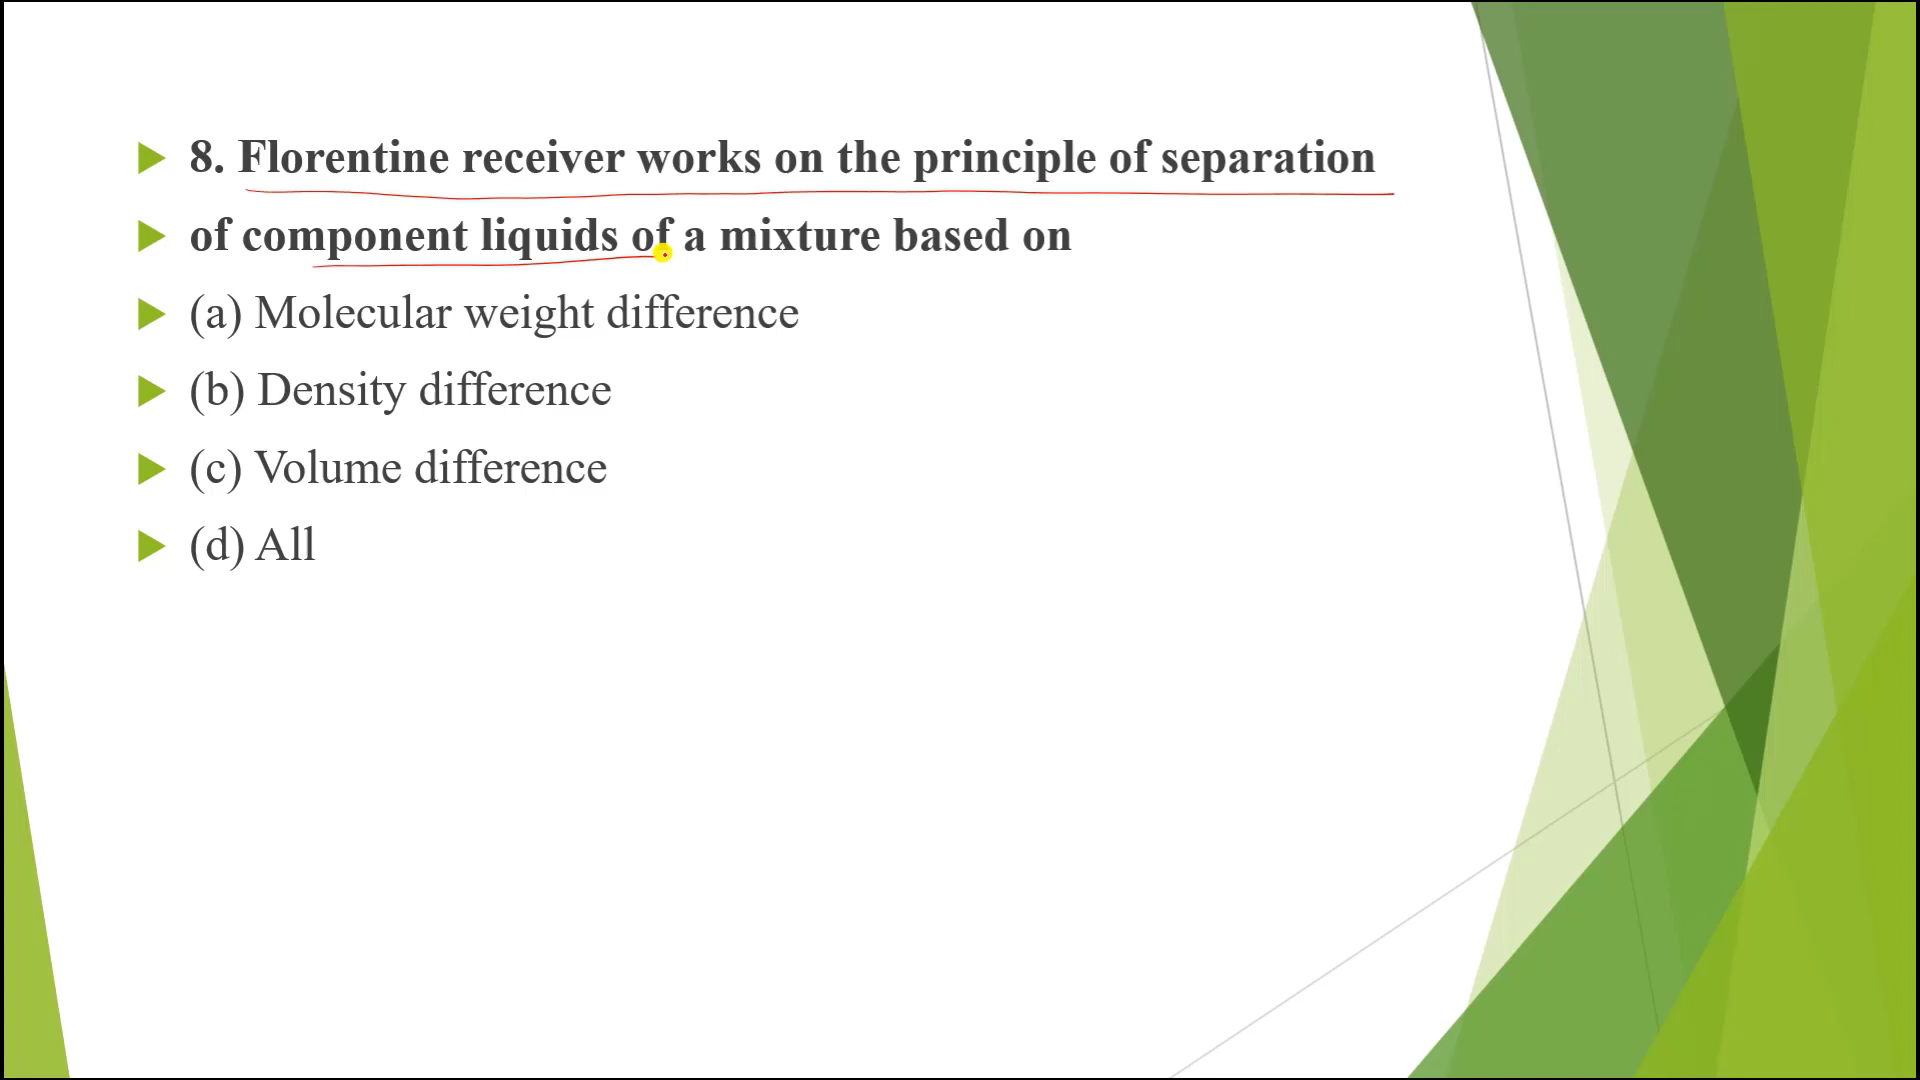 8. Florentine receiver works on the principle of separation
of component liquids of a mixture based on
(a) Molecular weight difference
(b) Density difference
(c) Volume difference
(d) All